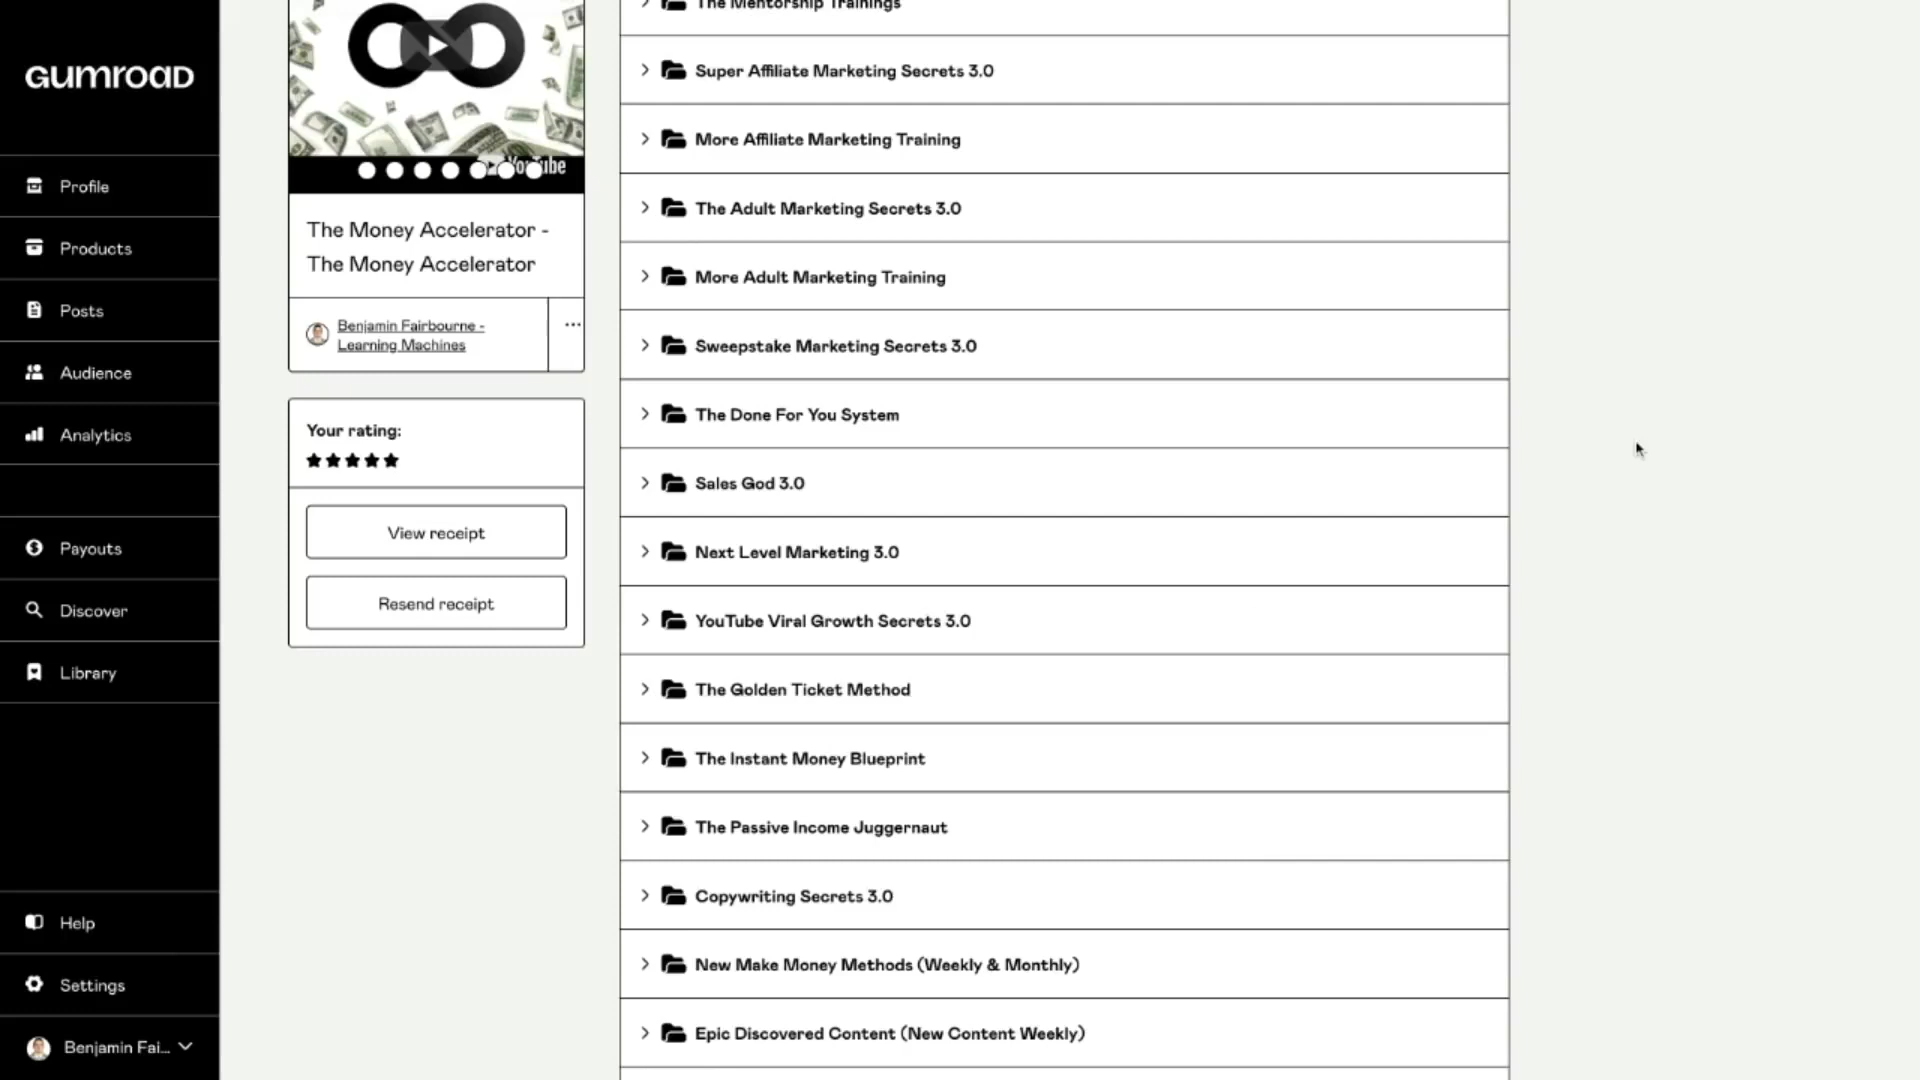 GUMROAD
Profile
Products
Posts
Audience
Analytics
Payouts
Discover
Library
Help
Settings
Benjamin Fai...
YouTube
The Money Accelerator -
The Money Accelerator
Benjamin Fairbourne -
Learning Machines
...
Your rating:
View receipt
Resend receipt
The Mentorship Trainings
Super Affiliate Marketing Secrets 3.0
More Affiliate Marketing Training
The Adult Marketing Secrets 3.0
More Adult Marketing Training
Sweepstake Marketing Secrets 3.0
The Done For You System
Sales God 3.0
Next Level Marketing 3.0
YouTube Viral Growth Secrets 3.0
The Golden Ticket Method
The Instant Money Blueprint
The Passive Income Juggernaut
Copywriting Secrets 3.0
New Make Money Methods (Weekly & Monthly)
Epic Discovered Content (New Content Weekly)